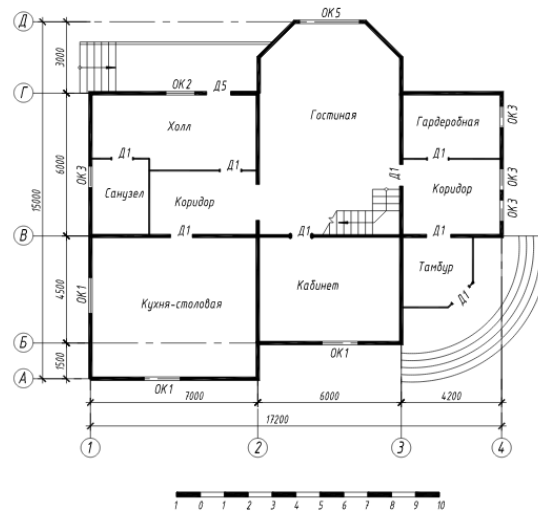 Д
ОК5
3000
Г
ОК2
Д5
Холл
Гостиная
Гардеробная
ОК3
Д1
Д1
Д1
Д1
ОК3
Санузел
Коридор
Коридор
ОК3
ОК3
6000
15000
В
Д1
Д1
Д1
Тамбур
Д1
ОК1
Кухня-столовая
Кабинет
4500
Б
ОК1
1500
А
ОК1
7000
6000
4200
17200
1
2
3
4
1 0 1 2 3 4 5 6 7 8 9 10